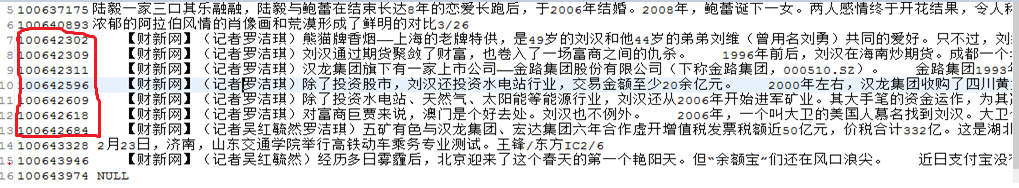 5 100637175 陆毅一家三口其乐融融，陆毅与鲍蕾在结束长达8年的恋爱长跑后，于2006年结婚。2008年，鲍蕾诞下一女。两人感情终于开花结果，令人称
6 100640893 浓郁的阿拉伯风情的肖像画和荒漠形成了鲜明的对比3/26
7 100642302 【财新网】（记者罗洁琪）熊猫牌香烟—上海的老牌特供，是49岁的刘汉和他44岁的弟弟刘维（曾用名刘勇）共同的爱好。只不过，刘维
8 100642309 【财新网】（记者罗洁琪）刘汉通过期货聚敛了财富，也卷入了一场富商之间的仇杀。 1996年前后，刘汉在海南炒期货。成都一个
9 100642311 【财新网】（记者罗洁琪）汉龙集团旗下有一家上市公司—金路集团股份有限公司（下称金路集团，000510.SZ）。 金路集团1993年
10 100642596 【财新网】（记者罗洁琪）除了投资股市，刘汉还投资水电站行业，交易金额至少20余亿元。 2000年左右，汉龙集团收购了四川黄
11 100642609 【财新网】（记者罗洁琪）除了投资水电站、天然气、太阳能等能源行业，刘汉还从2006年开始进军矿业。其大手笔的资金运作，为其
12 100642618 【财新网】（记者罗洁琪）对富商巨贾来说，澳门是个好去处。刘汉也不例外。 2006年，一个叫大卫的美国人慕名找到刘汉。大卫
13 100642684 【财新网】（记者吴红毓然罗洁琪）五矿有色与汉龙集团、宏达集团六年合作虚开增值税发票税额近50亿元，价税合计332亿。这是湖北
14 100643328 2月23日，济南，山东交通学院举行高铁动车乘务专业测试。王锋/东方IC2/6
15 100643946 【财新网】（记者吴红毓然）经历多日雾霾后，北京迎来了这个春天的第一个艳阳天。但“余额宝”们还在风口浪尖。 近日支付宝没有
16 100643974 NULL